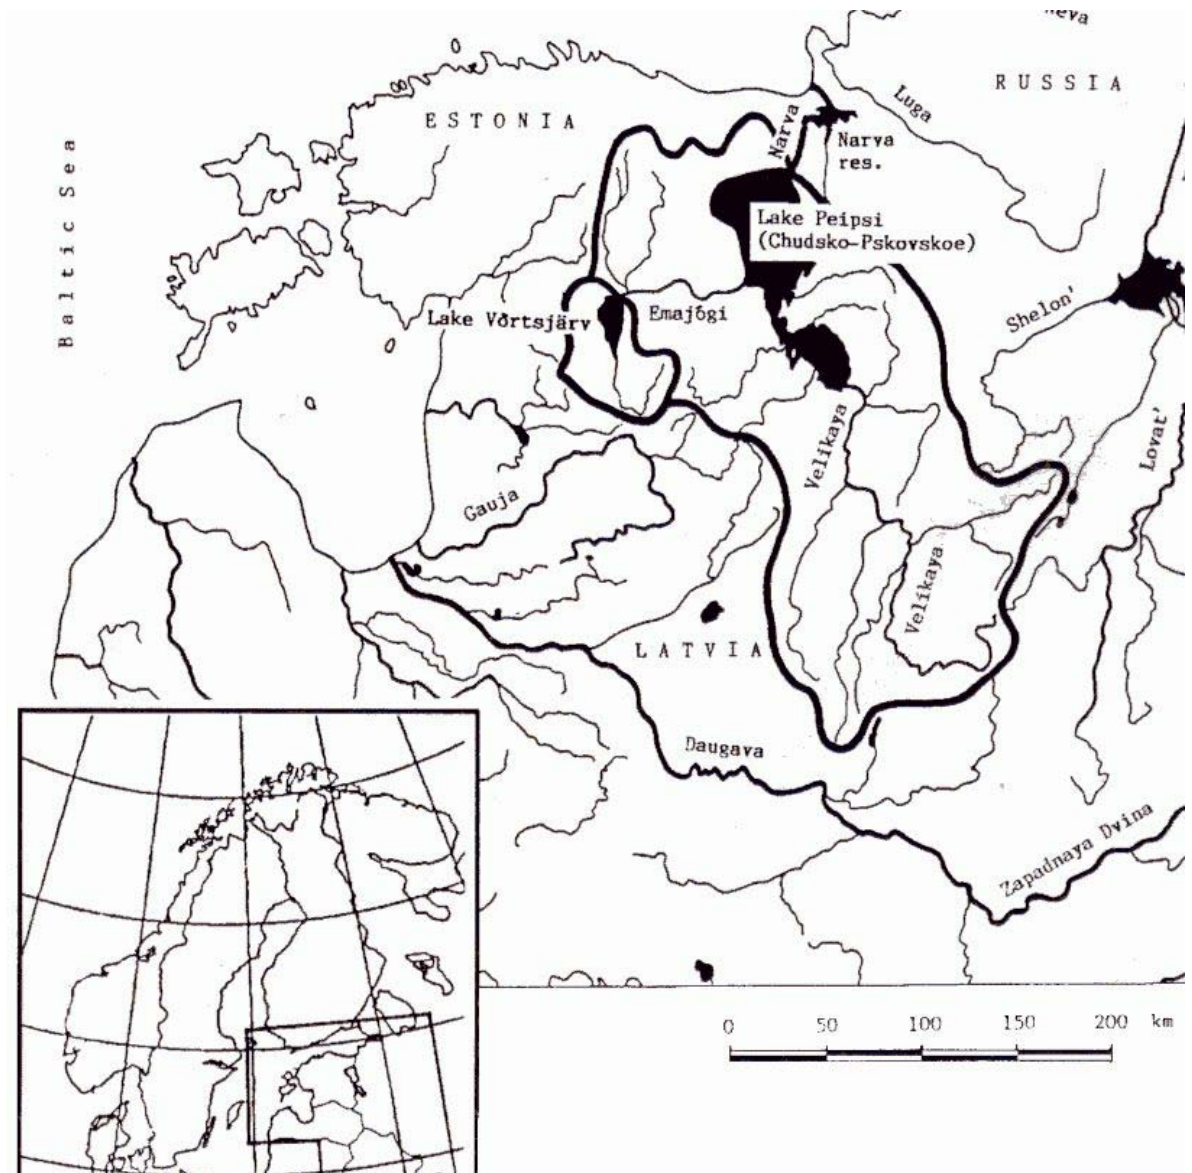 neva
RUSSIA
Luga
ESTONIA
Narva
Narva
res.
Baltic Sea
Lake Peipsi
(Chudsko-Pskovskoe)
Shelon'
Lake Võrtsjärv
Emajõgi
Velikaya
Lovat'
Gauja
Velikaya
LATVIA
Daugava
Zapadnaya Dvina
0 50 100 150 200 km